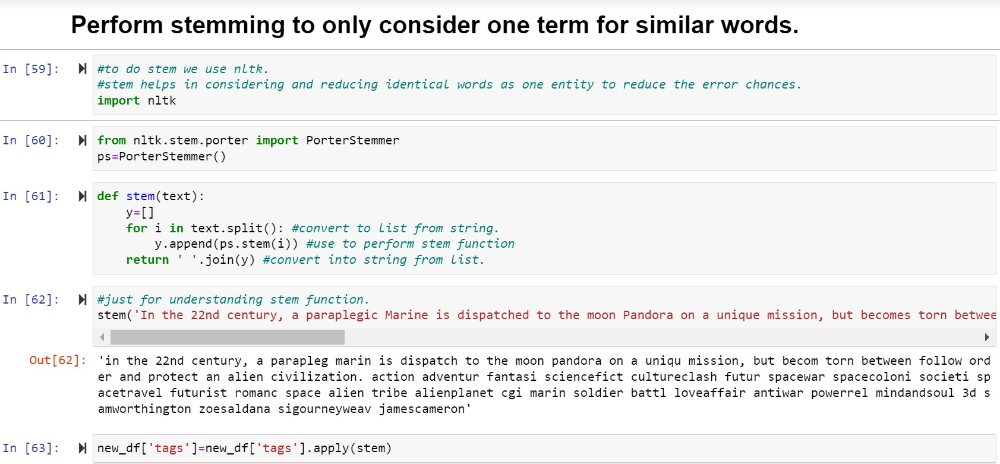 Perform stemming to only consider one term for similar words.
In [59]: #to do stem we use nltk.
#stem helps in considering and reducing identical words as one entity to reduce the error chances.
import nltk
In [60]: from nltk.stem.porter import PorterStemmer
ps=PorterStemmer()
In [61]: def stem(text):
    y=[]
    for i in text.split(): #convert to list from string.
        y.append(ps.stem(i)) #use to perform stem function
    return ' '.join(y) #convert into string from list.
In [62]: #just for understanding stem function.
stem('In the 22nd century, a paraplegic Marine is dispatched to the moon Pandora on a unique mission, but becomes torn betwee
Out[62]: 'in the 22nd century, a parapleg marin is dispatch to the moon pandora on a uniqu mission, but becom torn between follow ord
er and protect an alien civilization. action adventur fantasi sciencefict cultureclash futur spacewar spacecoloni societi sp
acetravel futurist romanc space alien tribe alienplanet cgi marin soldier battl loveaffair antiwar powerrel mindandsoul 3d s
amworthington zoesaldana sigourneyweav jamescameron'
In [63]: new_df['tags']=new_df['tags'].apply(stem)